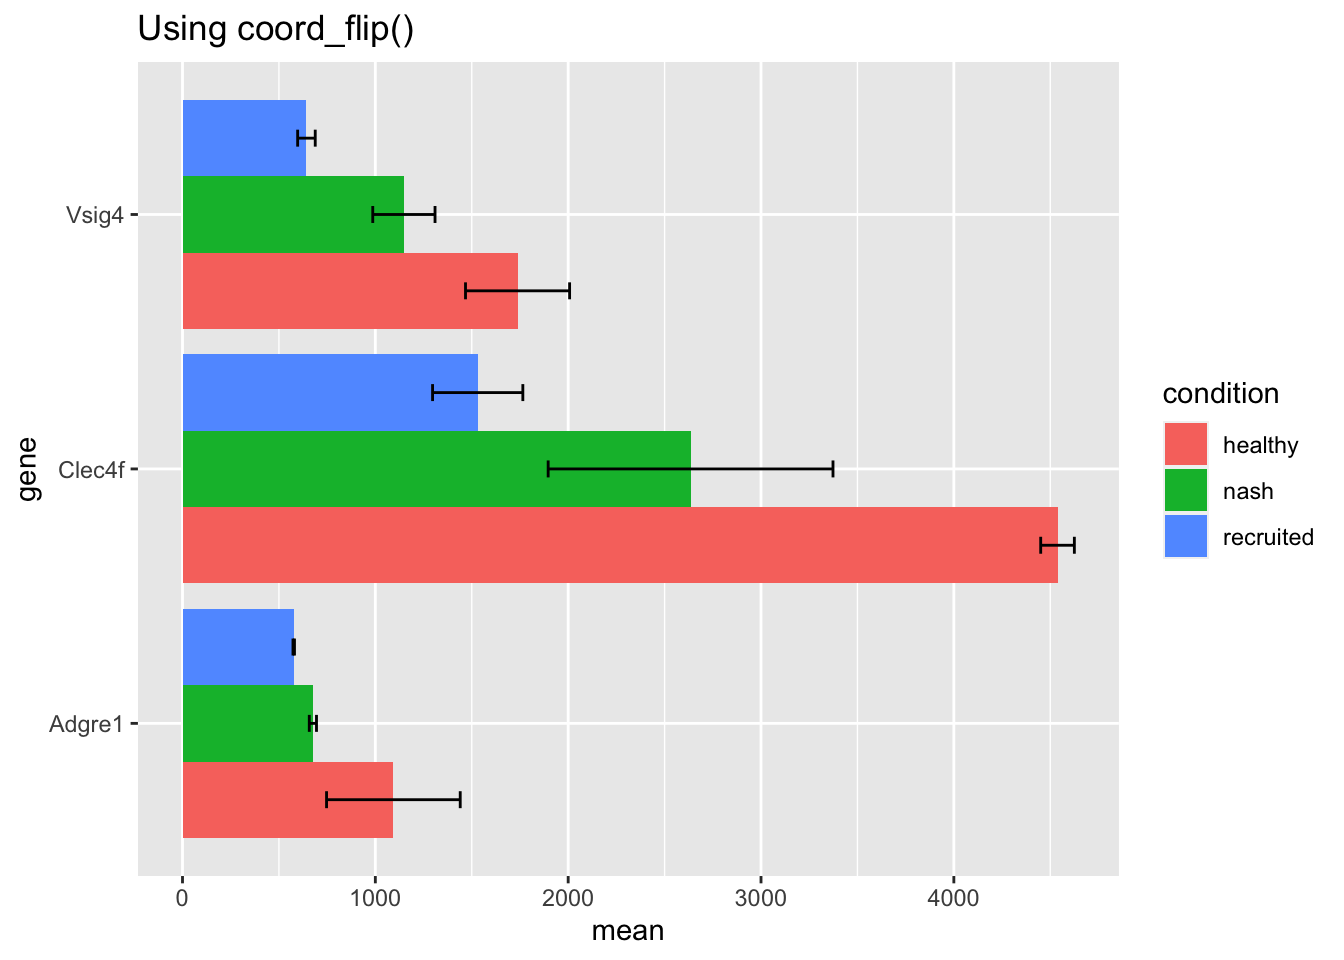 Using coord_flip()
gene
Vsig4
Clec4f
Adgre1
0 1000 2000 3000 4000
mean
condition
healthy
nash
recruited